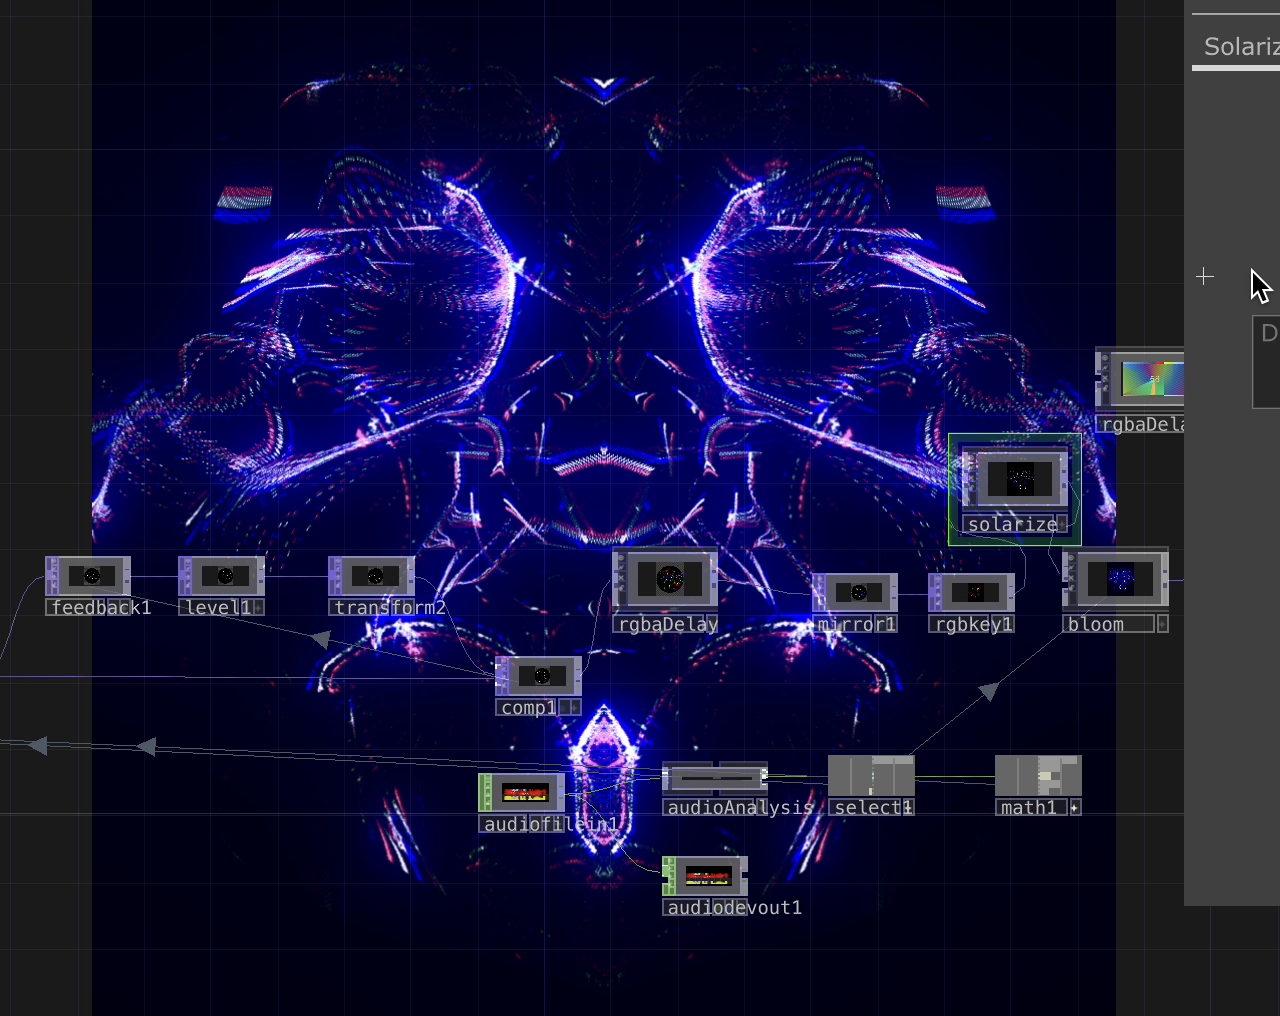 Solariz
D
rgbaDela
solarize
feedback1
level1
transform2
rgbaDelay
mirror1
rgbkey1
bloom
comp1
audioAnalysis
select1
math1
audiofilein1
audiodevout1